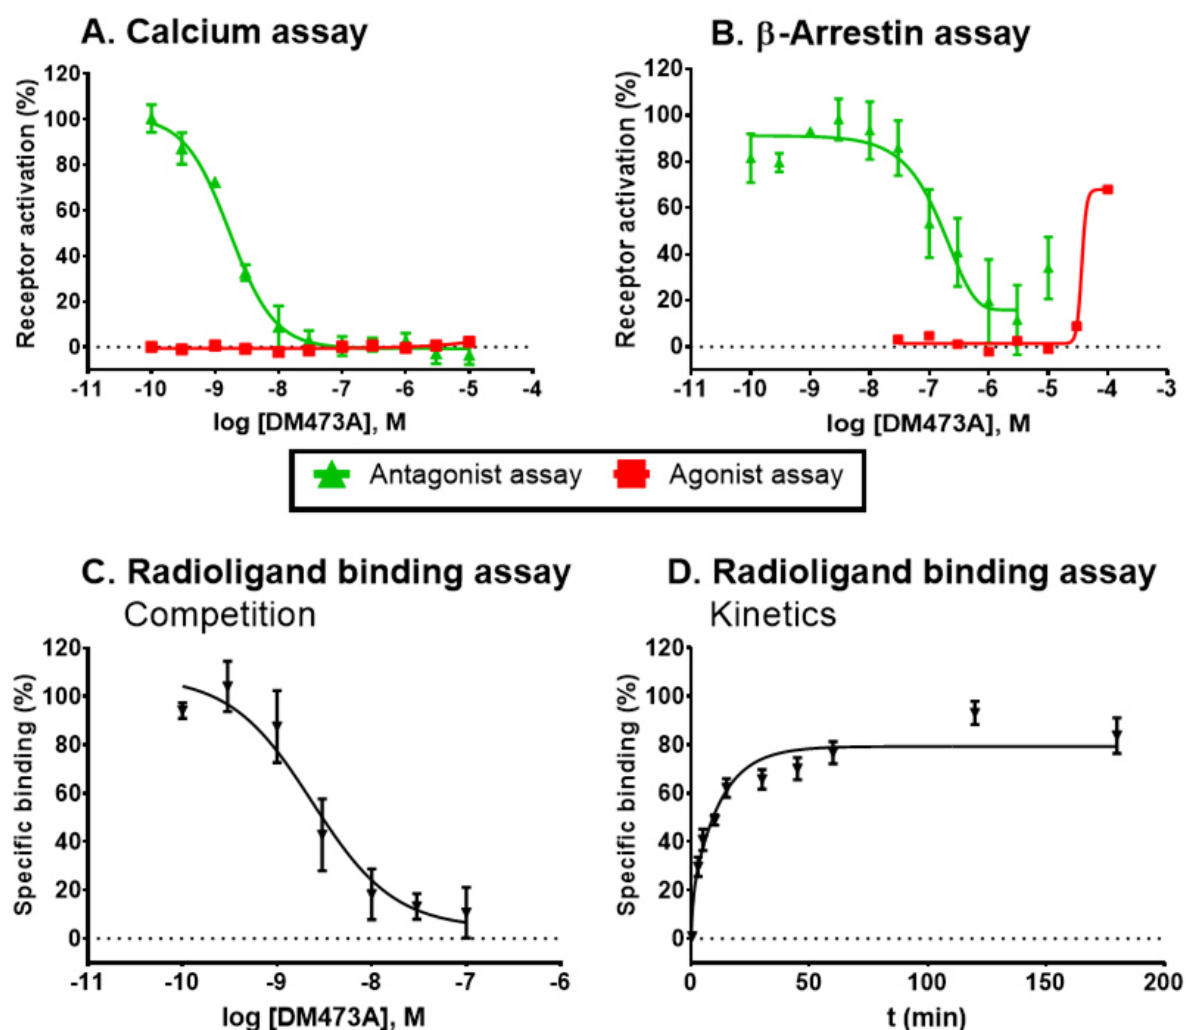 A. Calcium assay
Receptor activation (%)
120
100
80
60
40
20
0
-11 -10 -9 -8 -7 -6 -5 -4
log [DM473A], M
B. β-Arrestin assay
Receptor activation (%)
120
100
80
60
40
20
0
-11 -10 -9 -8 -7 -6 -5 -4 -3
log [DM473A], M
Antagonist assay Agonist assay
C. Radioligand binding assay
Competition
Specific binding (%)
120
100
80
60
40
20
0
-11 -10 -9 -8 -7 -6
log [DM473A], M
D. Radioligand binding assay
Kinetics
Specific binding (%)
120
100
80
60
40
20
0
0 50 100 150 200
t (min)